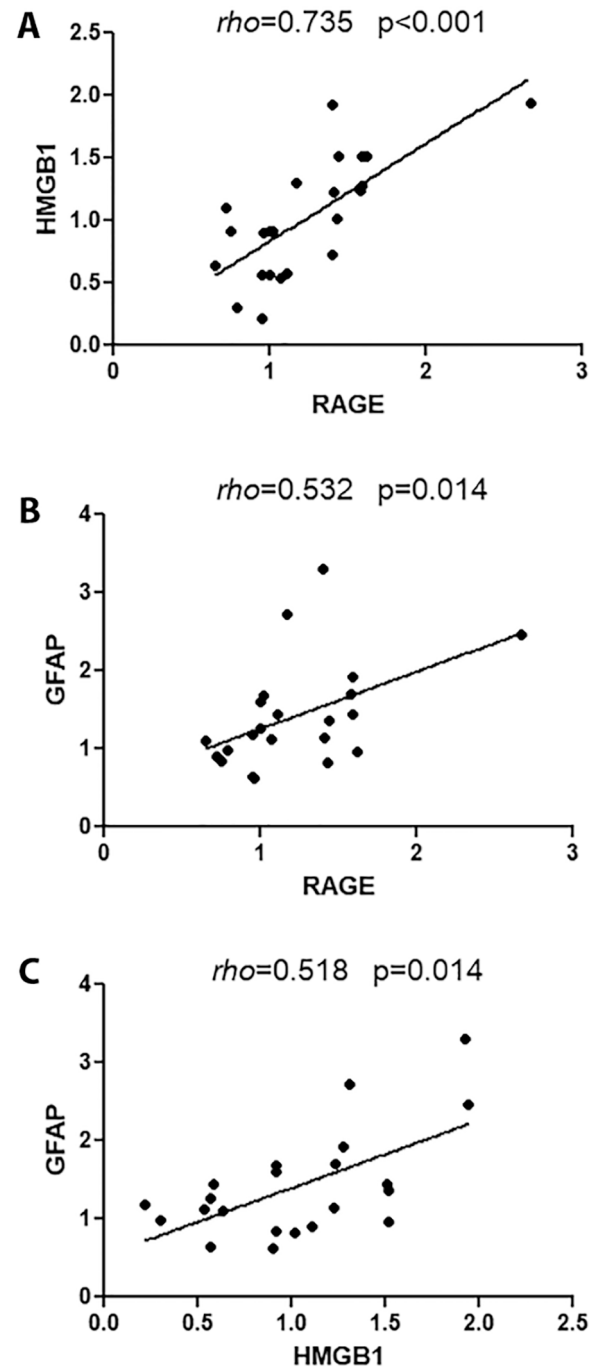 A
rho=0.735 p<0.001
2.5
2.0
1.5
1.0
0.5
0.0
HMGB1
0 1 2 3
RAGE
B
rho=0.532 p=0.014
4
3
2
1
0
GFAP
0 1 2 3
RAGE
C
rho=0.518 p=0.014
4
3
2
1
0
GFAP
0.0 0.5 1.0 1.5 2.0 2.5
HMGB1